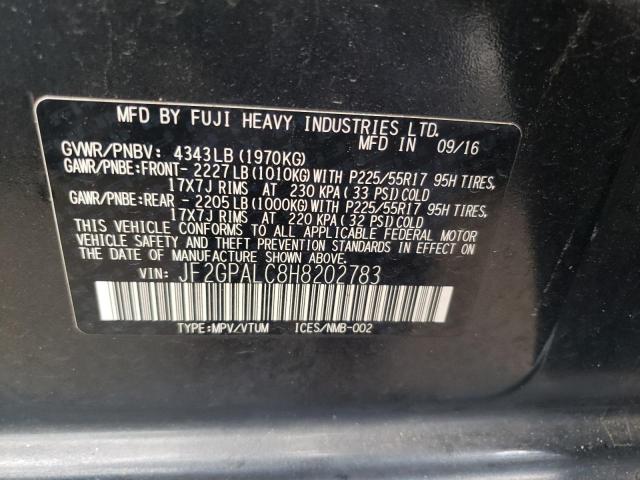 MFD BY FUJI HEAVY INDUSTRIES LTD.
GVWR/PNBV: 4343LB (1970KG) MFD IN 09/16
GAWR/PNBE:FRONT- 2227LB (1010KG) WITH P225/55R17 95H TIRES,
17X7J RIMS AT 230 KPA (33 PSI) COLD
GAWR/PNBE:REAR - 2205LB (1000KG) WITH P225/55R17 95H TIRES,
17X7J RIMS AT 220 KPA (32 PSI) COLD
THIS VEHICLE CONFORMS TO ALL APPLICABLE FEDERAL MOTOR
VEHICLE SAFETY AND THEFT PREVENTION STANDARDS IN EFFECT
ON THE DATE OF MANUFACTURE SHOWN ABOVE.
VIN: JF2GPALC8H8202783
TYPE:MPV/VTUM ICES/NMB-002